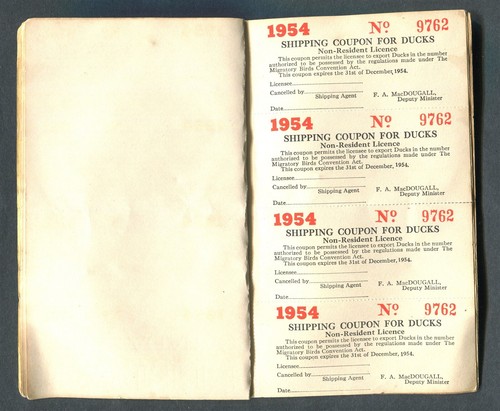 1954 Nº 9762
SHIPPING COUPON FOR DUCKS
Non-Resident Licence
This coupon permits the licensee to export Ducks in the number
authorized to be possessed by the regulations made under The
Migratory Birds Convention Act.
This coupon expires the 31st of December, 1954.
Licensee
Cancelled by
Shipping Agent
F. A. MacDOUGALL,
Deputy Minister
Date
1954 Nº 9762
SHIPPING COUPON FOR DUCKS
Non-Resident Licence
This coupon permits the licensee to export Ducks in the number
authorized to be possessed by the regulations made under The
Migratory Birds Convention Act.
This coupon expires the 31st of December, 1954.
Licensee
Cancelled by
Shipping Agent
F. A. MacDOUGALL,
Deputy Minister
Date
1954 Nº 9762
SHIPPING COUPON FOR DUCKS
Non-Resident Licence
This coupon permits the licensee to export Ducks in the number
authorized to be possessed by the regulations made under The
Migratory Birds Convention Act.
This coupon expires the 31st of December, 1954.
Licensee
Cancelled by
Shipping Agent
F. A. MacDOUGALL,
Deputy Minister
Date
1954 Nº 9762
SHIPPING COUPON FOR DUCKS
Non-Resident Licence
This coupon permits the licensee to export Ducks in the number
authorized to be possessed by the regulations made under The
Migratory Birds Convention Act.
This coupon expires the 31st of December, 1954.
Licensee
Cancelled by
Shipping Agent
F. A. MacDOUGALL,
Deputy Minister
Date